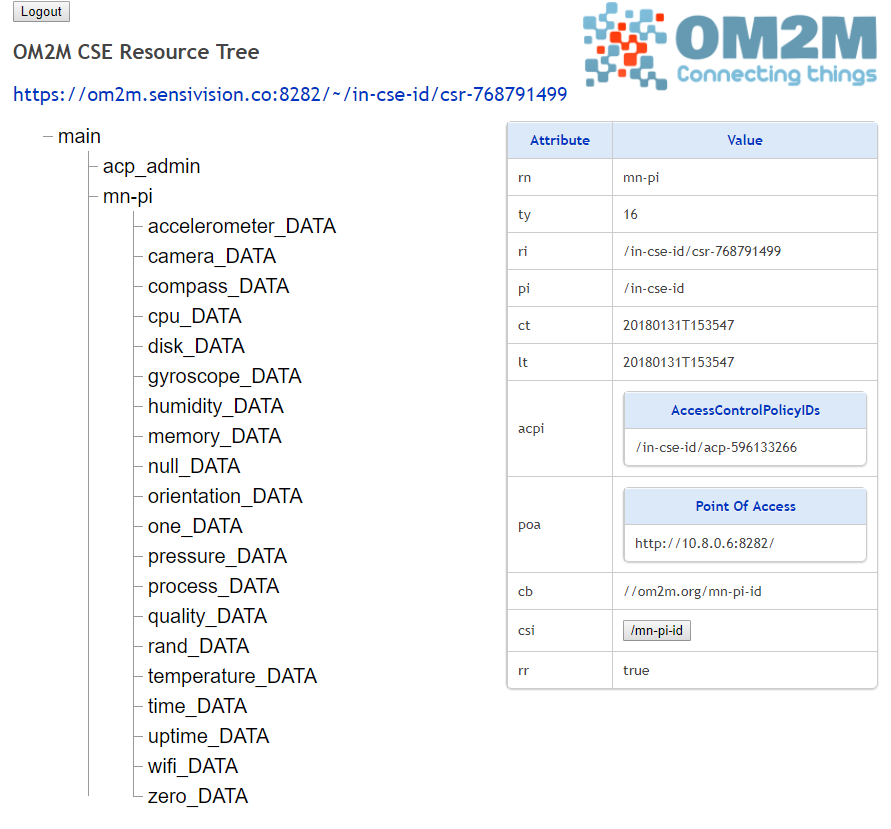 Logout
OM2M
Connecting things
OM2M CSE Resource Tree
https://om2m.sensivision.co:8282/~/in-cse-id/csr-768791499
main
acp_admin
mn-pi
accelerometer_DATA
camera_DATA
compass_DATA
cpu_DATA
disk_DATA
gyroscope_DATA
humidity_DATA
memory_DATA
null_DATA
orientation_DATA
one_DATA
pressure_DATA
process_DATA
quality_DATA
rand_DATA
temperature_DATA
time_DATA
uptime_DATA
wifi_DATA
zero_DATA
Attribute Value
rn mn-pi
ty 16
ri /in-cse-id/csr-768791499
pi /in-cse-id
ct 20180131T153547
lt 20180131T153547
acpi
AccessControlPolicyIDs
/in-cse-id/acp-596133266
poa
Point Of Access
http://10.8.0.6:8282/
cb //om2m.org/mn-pi-id
csi /mn-pi-id
rr true